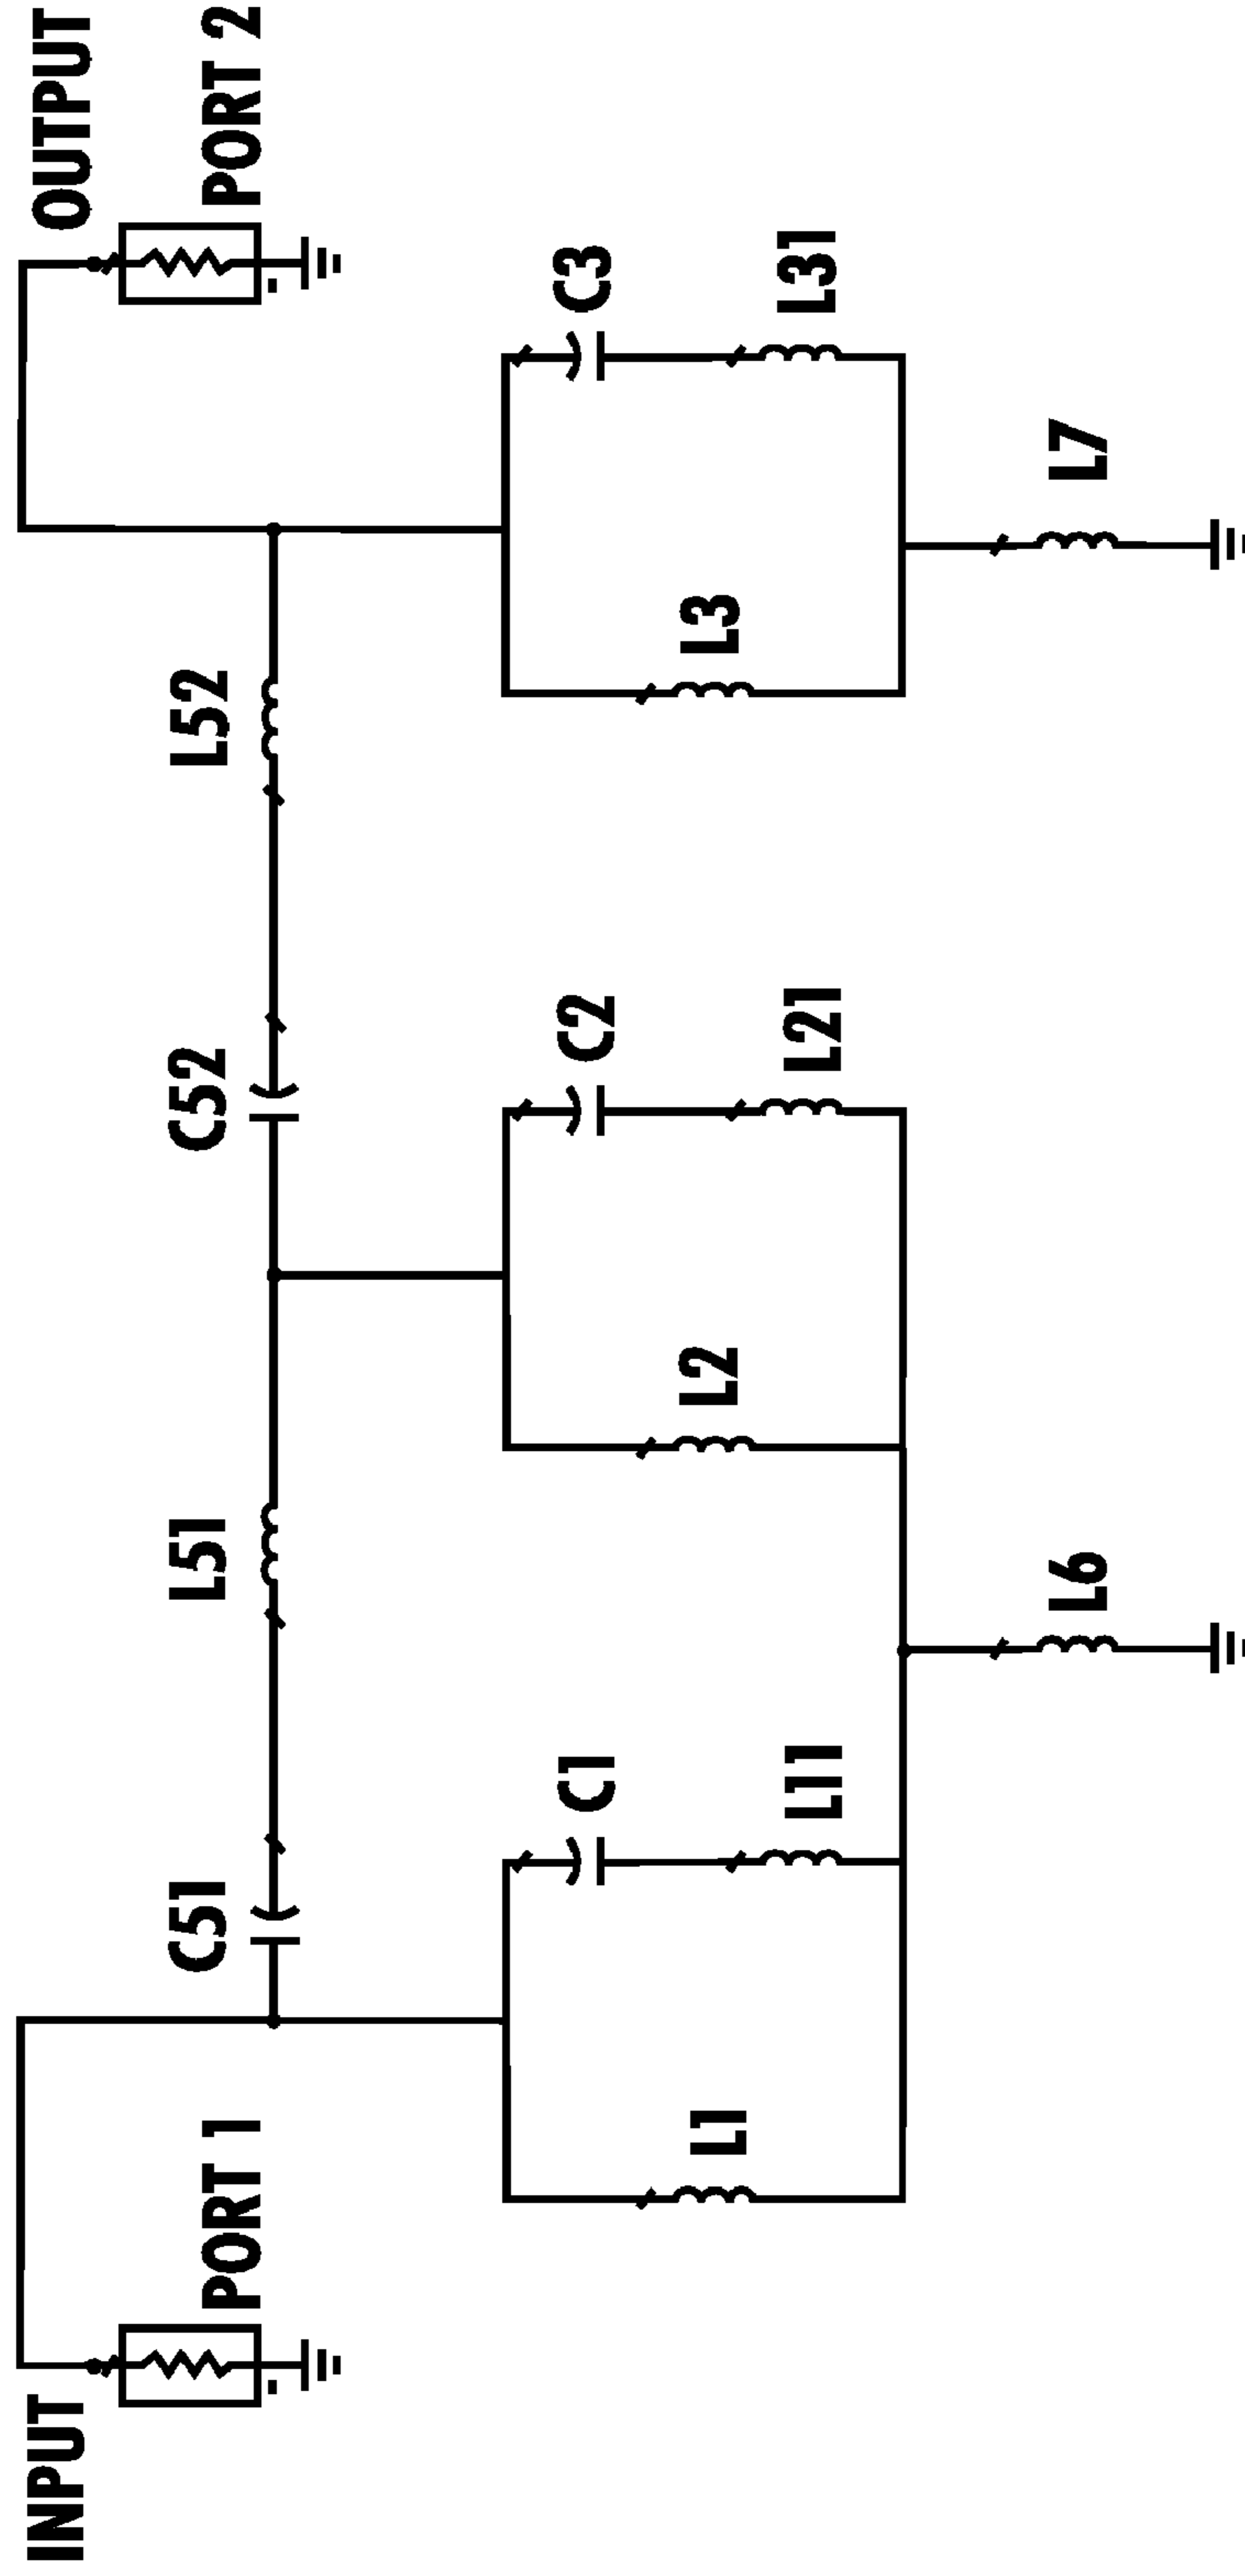 INPUT
PORT 1
OUTPUT
PORT 2
C51
L51
C52
L52
L1
C1
L11
L2
C2
L21
L3
C3
L31
L6
L7